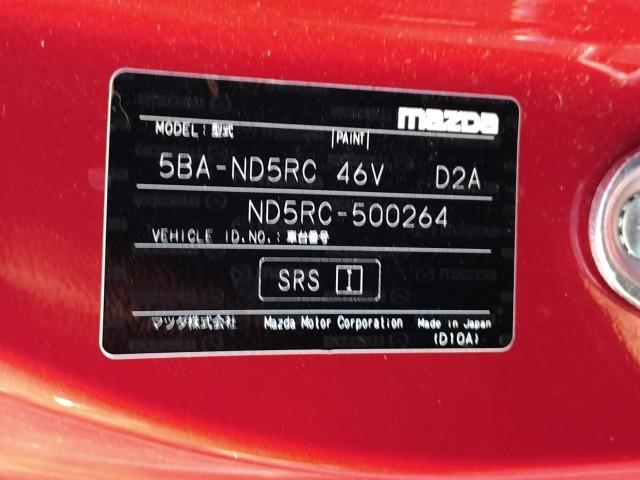 mazda
MODEL : 型式 PAINT
5BA-ND5RC 46V D2A
ND5RC-500264
VEHICLE ID.NO. : 車台番号
SRS I
マツダ株式会社 Mazda Motor Corporation Made in Japan
(D10A)